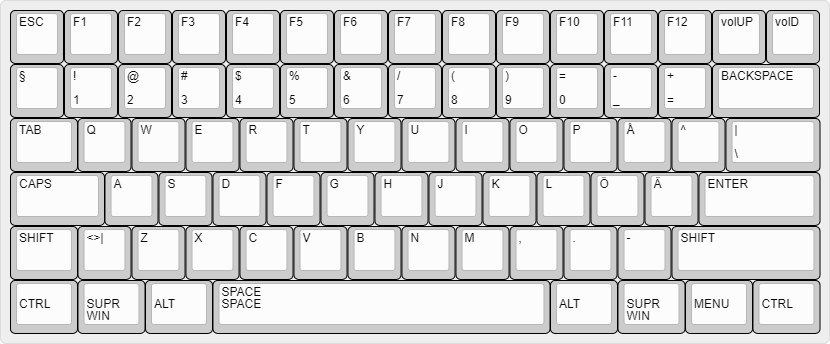 ESC F1 F2 F3 F4 F5 F6 F7 F8 F9 F10 F11 F12 volUP volD
§ ! @ # $ % & / ( ) = - + BACKSPACE
1 2 3 4 5 6 7 8 9 0 _ =
TAB Q W E R T Y U I O P Å ^ |
\
CAPS A S D F G H J K L Ö Ä ENTER
SHIFT <>| Z X C V B N M , . - SHIFT
SPACE
CTRL SUPR ALT SPACE ALT SUPR MENU CTRL
WIN WIN